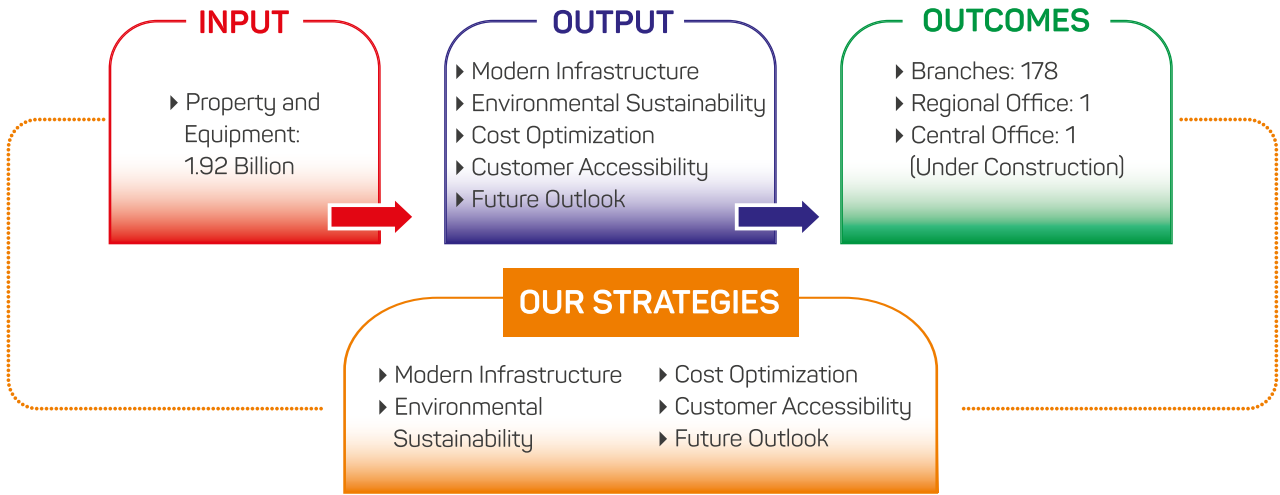 INPUT
Property and
Equipment:
1.92 Billion
OUTPUT
Modern Infrastructure
Environmental Sustainability
Cost Optimization
Customer Accessibility
Future Outlook
OUTCOMES
Branches: 178
Regional Office: 1
Central Office: 1
(Under Construction)
OUR STRATEGIES
Modern Infrastructure
Environmental
Sustainability
Cost Optimization
Customer Accessibility
Future Outlook